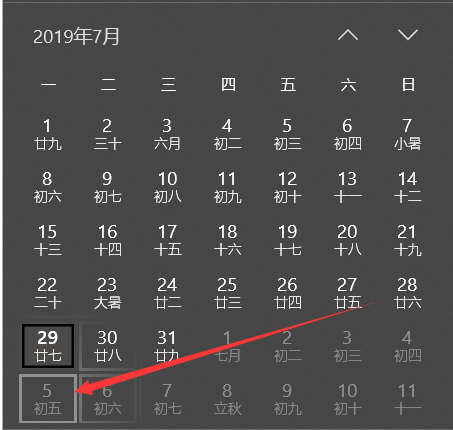 2019年7月
一 二 三 四 五 六 日
1 2 3 4 5 6 7
廿九 三十 六月 初二 初三 初四 小暑
8 9 10 11 12 13 14
初六 初七 初八 初九 初十 十一 十二
15 16 17 18 19 20 21
十三 十四 十五 十六 十七 十八 十九
22 23 24 25 26 27 28
二十 大暑 廿二 廿三 廿四 廿五 廿六
29 30 31 1 2 3 4
廿七 廿八 廿九 七月 初二 初三 初四
5 6 7 8 9 10 11
初五 初六 初七 立秋 初九 初十 十一